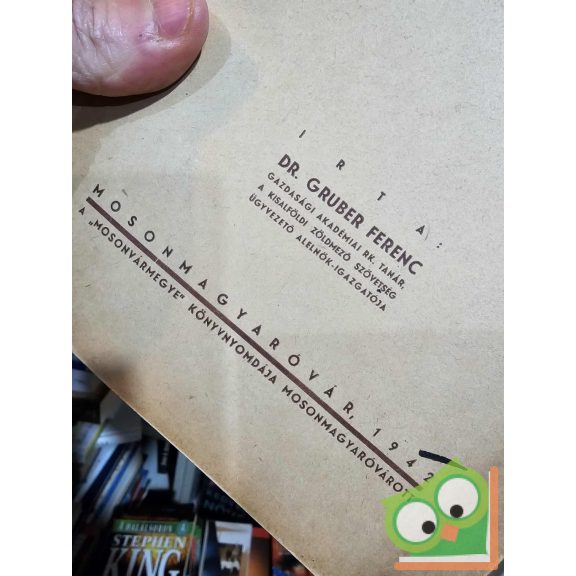 IRTA:
DR. GRUBER FERENC
GAZDASÁGI AKADÉMIAI RK. TANÁR,
A KISALFÖLDI ZÖLDMEZŐ SZÖVETSÉG
ÜGYVEZETŐ ALELNÖK-IGAZGATÓJA
MOSONMAGYARÓVÁR, 1942
A „MOSONVÁRMEGYE" KÖNYVNYOMDÁJA MOSONMAGYARÓVÁROTT
STEPHEN
KING